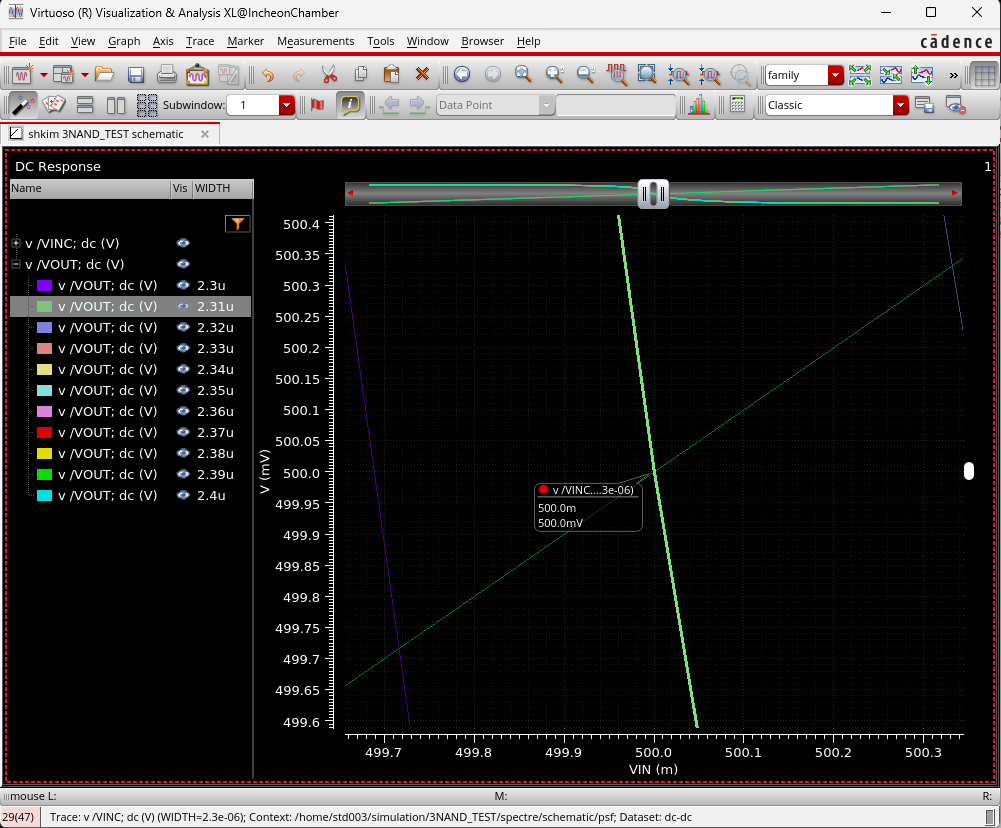 Virtuoso (R) Visualization & Analysis XL@IncheonChamber
File Edit View Graph Axis Trace Marker Measurements Tools Window Browser Help
cādence
family
Subwindow: 1
Data Point
Classic
shkim 3NAND_TEST schematic
DC Response
1
Name Vis WIDTH
v /VINC; dc (V)
v /VOUT; dc (V)
v /VOUT; dc (V) 2.3u
v /VOUT; dc (V) 2.31u
v /VOUT; dc (V) 2.32u
v /VOUT; dc (V) 2.33u
v /VOUT; dc (V) 2.34u
v /VOUT; dc (V) 2.35u
v /VOUT; dc (V) 2.36u
v /VOUT; dc (V) 2.37u
v /VOUT; dc (V) 2.38u
v /VOUT; dc (V) 2.39u
v /VOUT; dc (V) 2.4u
V (mV)
500.4
500.35
500.3
500.25
500.2
500.15
500.1
500.05
500.0
499.95
499.9
499.85
499.8
499.75
499.7
499.65
499.6
v /VINC....3e-06)
500.0m
500.0mV
499.7 499.8 499.9 500.0 500.1 500.2 500.3
VIN (m)
mouse L: M: R:
29(47) Trace: v /VINC; dc (V) (WIDTH=2.3e-06); Context: /home/std003/simulation/3NAND_TEST/spectre/schematic/psf; Dataset: dc-dc